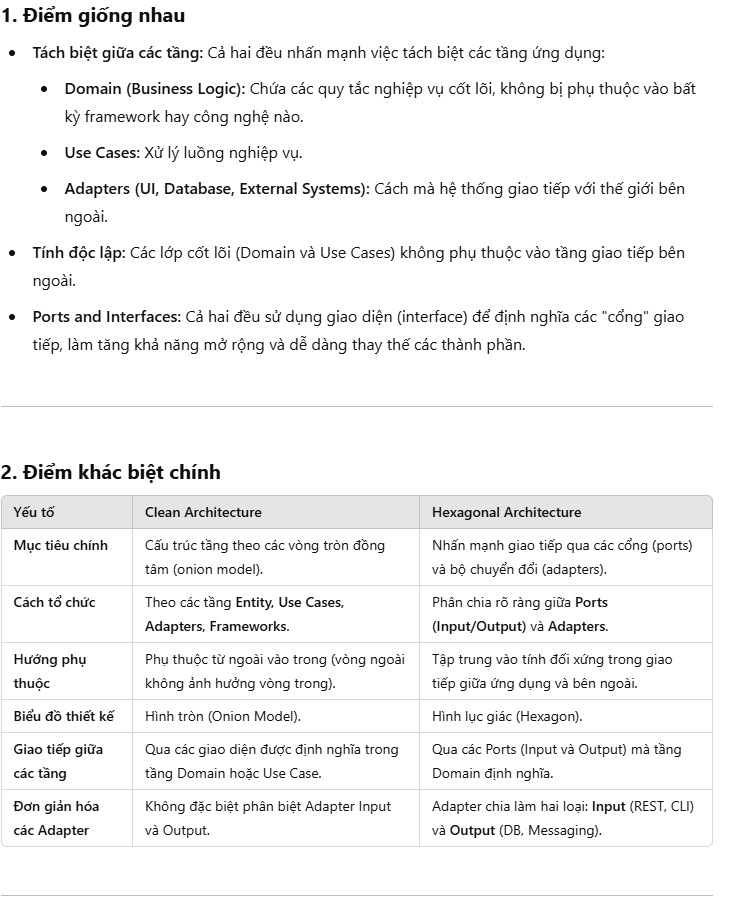 1. Điểm giống nhau
• Tách biệt giữa các tầng: Cả hai đều nhấn mạnh việc tách biệt các tầng ứng dụng:
• Domain (Business Logic): Chứa các quy tắc nghiệp vụ cốt lõi, không bị phụ thuộc vào bất
kỳ framework hay công nghệ nào.
• Use Cases: Xử lý luồng nghiệp vụ.
• Adapters (UI, Database, External Systems): Cách mà hệ thống giao tiếp với thế giới bên
ngoài.
• Tính độc lập: Các lớp cốt lõi (Domain và Use Cases) không phụ thuộc vào tầng giao tiếp bên
ngoài.
• Ports and Interfaces: Cả hai đều sử dụng giao diện (interface) để định nghĩa các "cổng" giao
tiếp, làm tăng khả năng mở rộng và dễ dàng thay thế các thành phần.
2. Điểm khác biệt chính
Yếu tố Clean Architecture Hexagonal Architecture
Mục tiêu chính
Cấu trúc tầng theo các vòng tròn đồng
tâm (onion model).
Nhấn mạnh giao tiếp qua các cổng (ports)
và bộ chuyển đổi (adapters).
Cách tổ chức
Theo các tầng Entity, Use Cases,
Adapters, Frameworks.
Phân chia rõ ràng giữa Ports
(Input/Output) và Adapters.
Hướng phụ
thuộc
Phụ thuộc từ ngoài vào trong (vòng ngoài
không ảnh hưởng vòng trong).
Tập trung vào tính đối xứng trong giao
tiếp giữa ứng dụng và bên ngoài.
Biểu đồ thiết kế
Hình tròn (Onion Model).
Hình lục giác (Hexagon).
Giao tiếp giữa
các tầng
Qua các giao diện được định nghĩa trong
tầng Domain hoặc Use Case.
Qua các Ports (Input và Output) mà tầng
Domain định nghĩa.
Đơn giản hóa
các Adapter
Không đặc biệt phân biệt Adapter Input
và Output.
Adapter chia làm hai loại: Input (REST, CLI)
và Output (DB, Messaging).